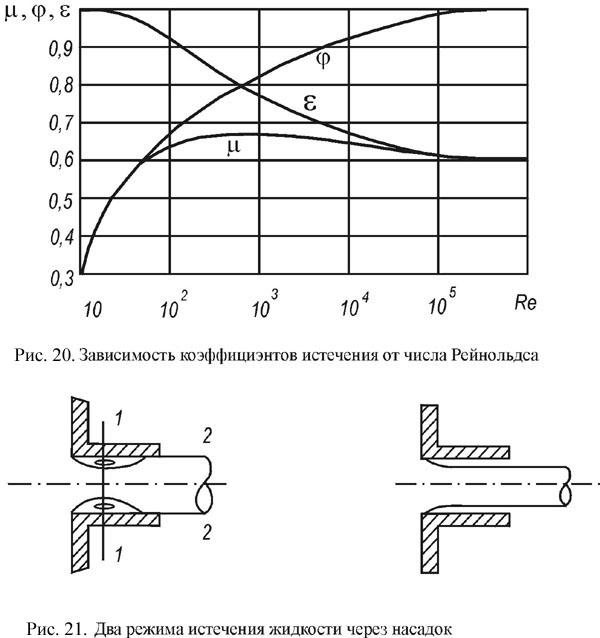 μ, φ, ε
0,9
φ
0,8
ε
0,7
μ
0,6
0,5
0,4
0,3
10 10² 10³ 10⁴ 10⁵ Re
Рис. 20. Зависимость коэффициэнтов истечения от числа Рейнольдса
1 2
1 2
Рис. 21. Два режима истечения жидкости через насадок